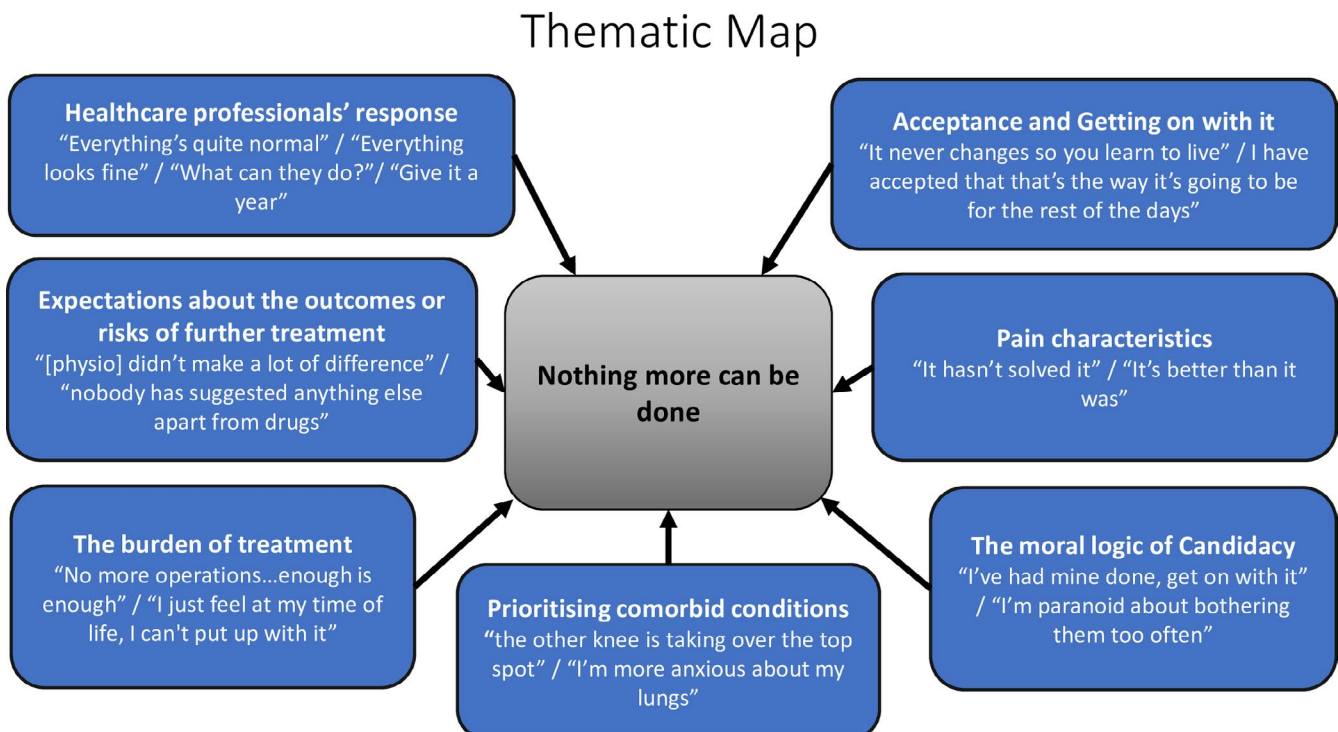 Thematic Map
Healthcare professionals’ response
“Everything’s quite normal” / “Everything
looks fine” / “What can they do?”/ “Give it a
year”
Acceptance and Getting on with it
“It never changes so you learn to live” / I have
accepted that that’s the way it’s going to be
for the rest of the days”
Expectations about the outcomes or
risks of further treatment
“[physio] didn’t make a lot of difference” /
“nobody has suggested anything else
apart from drugs”
Nothing more can be
done
Pain characteristics
“It hasn’t solved it” / “It’s better than it
was”
The burden of treatment
“No more operations...enough is
enough” / “I just feel at my time of
life, I can't put up with it”
Prioritising comorbid conditions
“the other knee is taking over the top
spot” / “I’m more anxious about my
lungs”
The moral logic of Candidacy
“I’ve had mine done, get on with it”
/ “I’m paranoid about bothering
them too often”